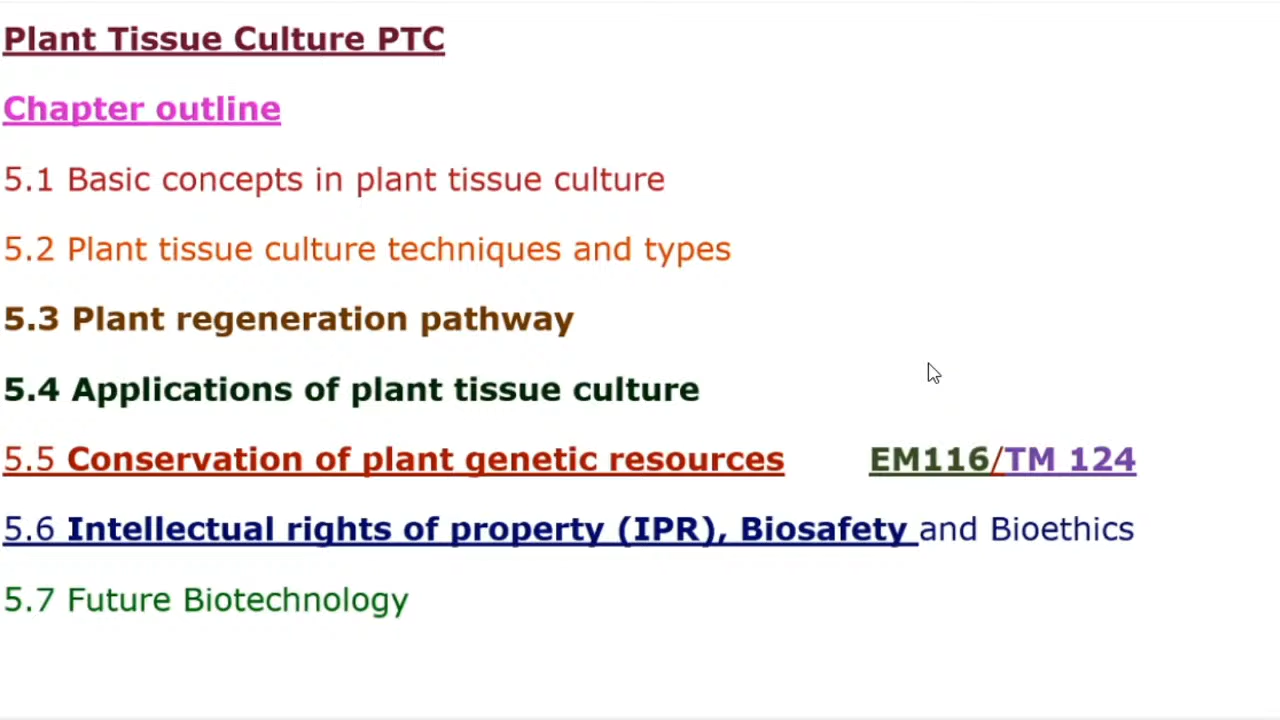 Plant Tissue Culture PTC
Chapter outline
5.1 Basic concepts in plant tissue culture
5.2 Plant tissue culture techniques and types
5.3 Plant regeneration pathway
5.4 Applications of plant tissue culture
5.5 Conservation of plant genetic resources EM116/TM 124
5.6 Intellectual rights of property (IPR), Biosafety and Bioethics
5.7 Future Biotechnology